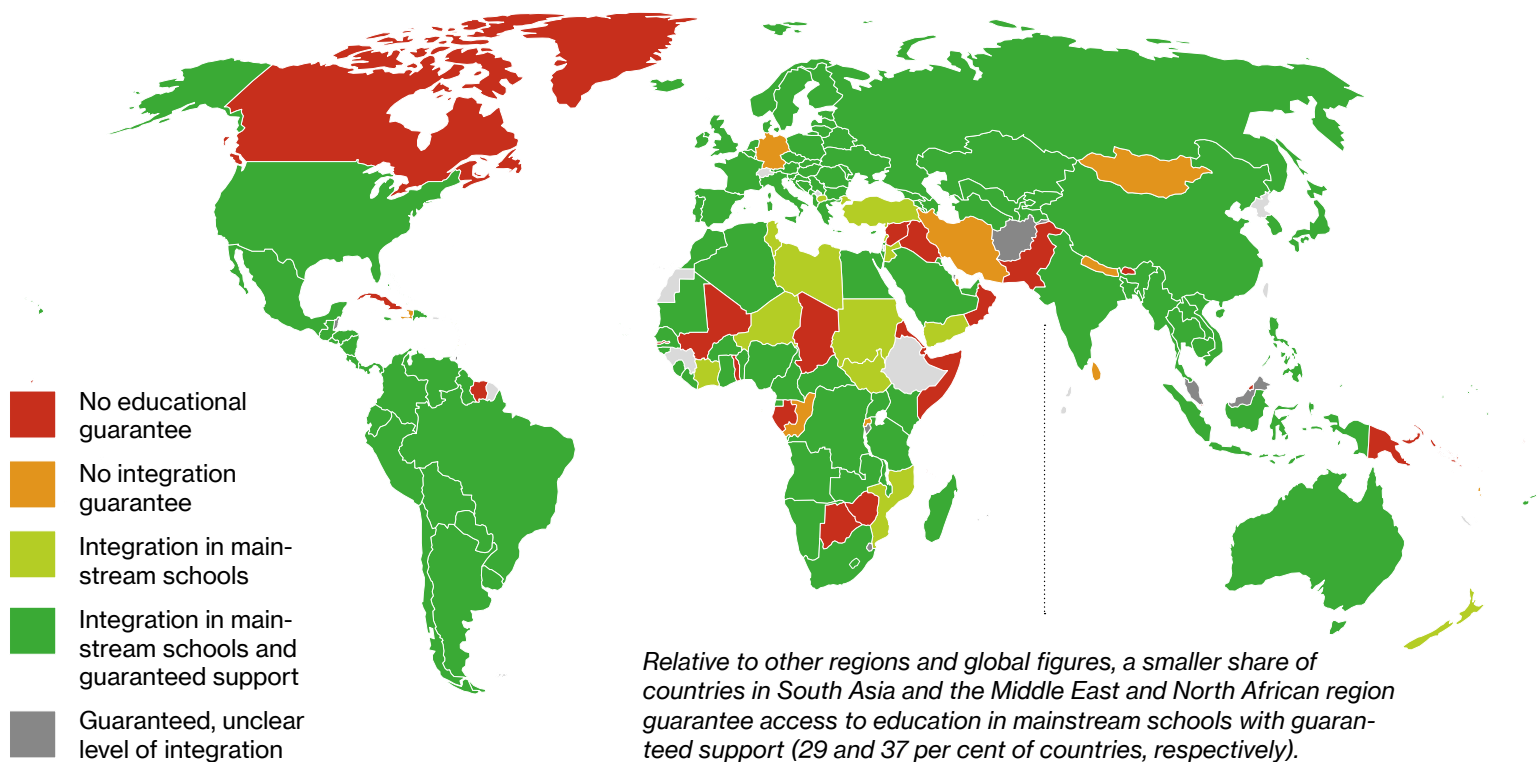 No educational
guarantee
No integration
guarantee
Integration in main-
stream schools
Integration in main-
stream schools and
guaranteed support
Guaranteed, unclear
level of integration
Relative to other regions and global figures, a smaller share of
countries in South Asia and the Middle East and North African region
guarantee access to education in mainstream schools with guaran-
teed support (29 and 37 per cent of countries, respectively).